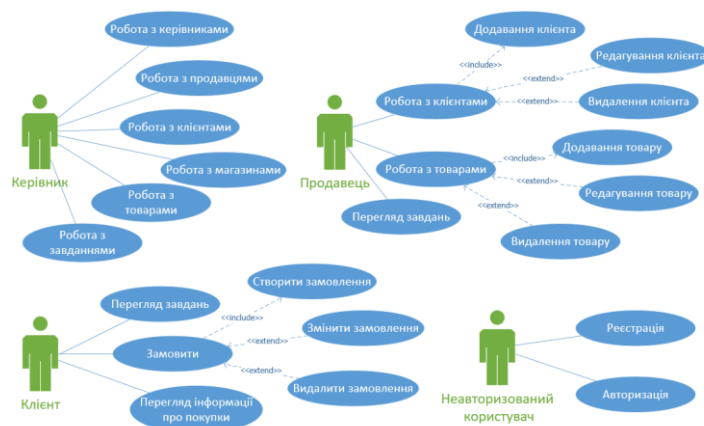 Робота з керівниками
Робота з продавцями
Робота з клієнтами
Робота з магазинами
Робота з
товарами
Робота з
завданнями
Керівник
Додавання клієнта
<<include>>
Редагування клієнта
<<extend>>
Робота з клієнтами
<<extend>>
Видалення клієнта
Додавання товару
<<include>>
Робота з товарами
<<extend>>
Редагування товару
Продавець
Перегляд завдань
<<extend>>
Видалення товару
Створити замовлення
Перегляд завдань
<<include>>
Змінити замовлення
<<extend>>
Замовити
<<extend>>
Видалити замовлення
Клієнт
Перегляд інформації
про покупки
Реєстрація
Авторизація
Неавторизований
користувач